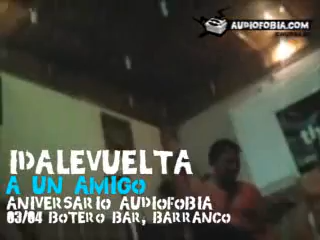 AUDIOFOBIA.COM
¡DALEVUELTA
A UN AMIGO
ANIVERSARIO AUDIOFOBIA
03/04 BOTERO BAR, BARRANCO